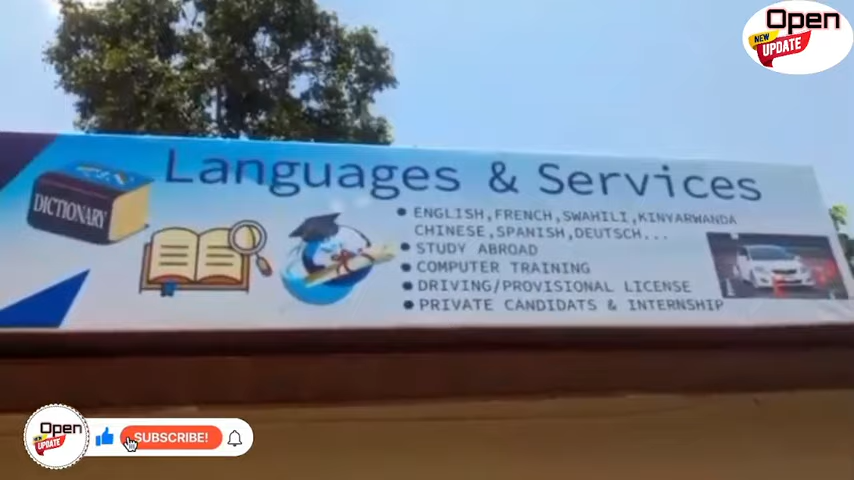 Open
NEW
UPDATE
Languages & Services
DICTIONARY
• ENGLISH,FRENCH,SWAHILI,KINYARWANDA
CHINESE,SPANISH,DEUTSCH...
• STUDY ABROAD
• COMPUTER TRAINING
• DRIVING/PROVISIONAL LICENSE
• PRIVATE CANDIDATS & INTERNSHIP
Open
UPDATE
SUBSCRIBE!